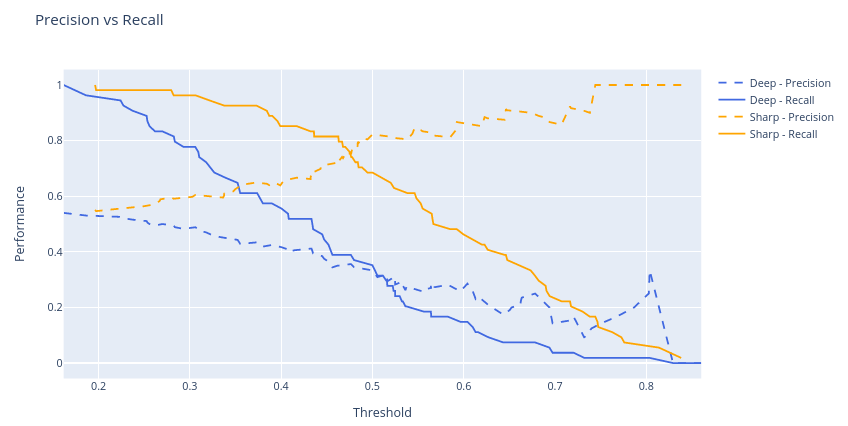 Precision vs Recall
Deep - Precision
Deep - Recall
Sharp - Precision
Sharp - Recall
1
0.8
0.6
0.4
0.2
0
Performance
0.2
0.3
0.4
0.5
0.6
0.7
0.8
Threshold